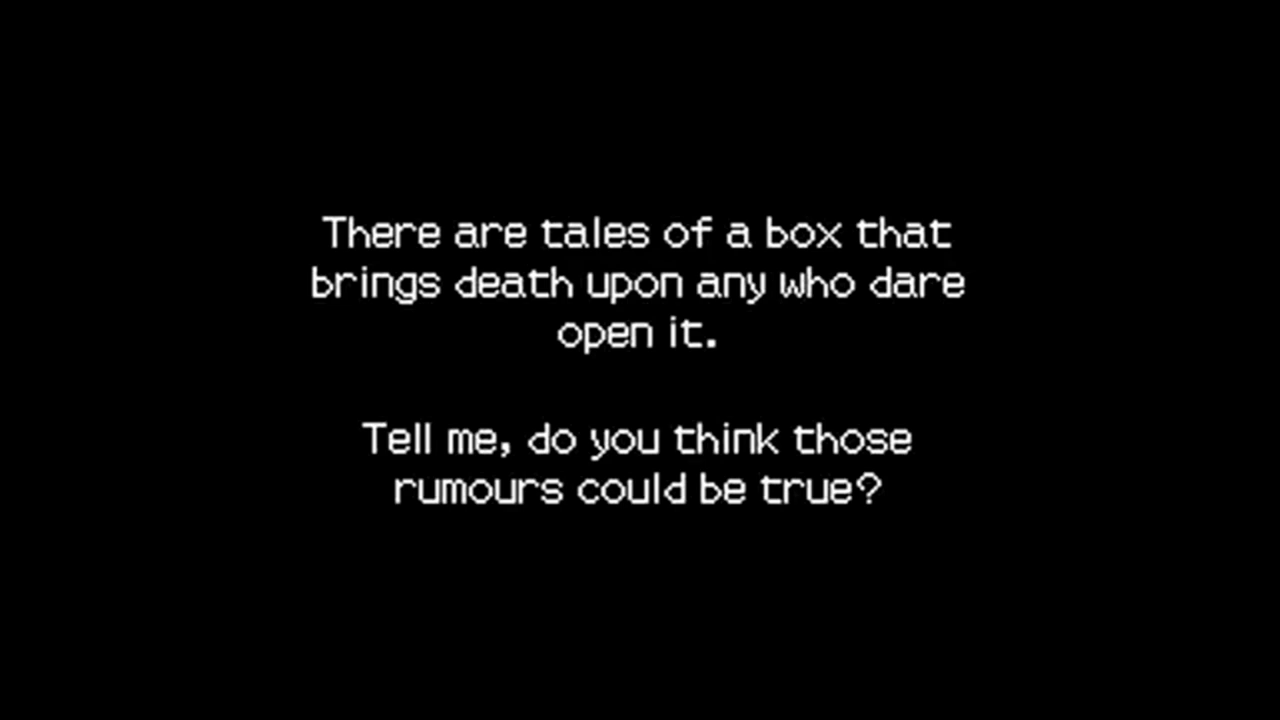 There are tales of a box that
brings death upon any who dare
open it.
Tell me, do you think those
rumours could be true?